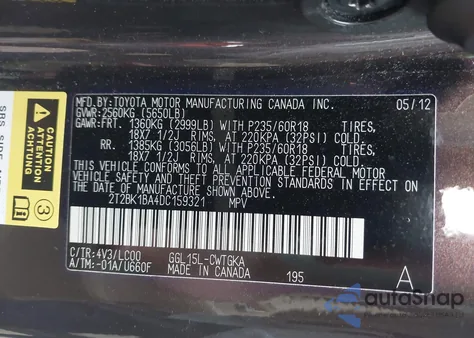 MFD. BY:
TOYOTA MOTOR MANUFACTURING CANADA INC. 05/12
GVWR: 2560KG (5650LB)
GAWR: FRT. 1360KG (2999LB) WITH P235/60R18 TIRES,
18X7 1/2J RIMS, AT 220KPA (32PSI) COLD.
RR. 1385KG (3056LB) WITH P235/60R18 TIRES,
18X7 1/2J RIMS, AT 220KPA (32PSI) COLD.
THIS VEHICLE CONFORMS TO ALL APPLICABLE FEDERAL MOTOR
VEHICLE SAFETY, BUMPER, AND THEFT PREVENTION STANDARDS
IN EFFECT ON THE DATE OF MANUFACTURE SHOWN ABOVE.
2T2BK1BA4DC159321 MPV
C/TR: 4V3/LC00 GGL15L-CWTGKA
A/TM: -01A/U660F MADE IN CANADA 195 A
SRS SIDE
3
autosnap